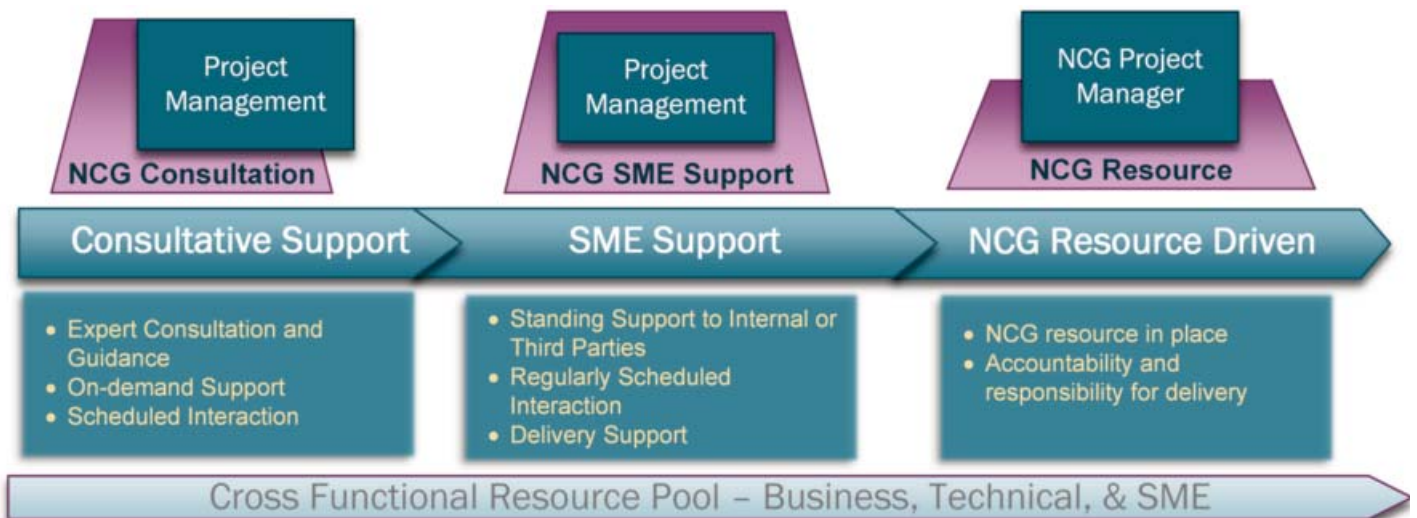 Project
Management
NCG Consultation
Project
Management
NCG SME Support
NCG Project
Manager
NCG Resource
Consultative Support
SME Support
NCG Resource Driven
• Expert Consultation and
Guidance
• On-demand Support
• Scheduled Interaction
• Standing Support to Internal or
Third Parties
• Regularly Scheduled
Interaction
• Delivery Support
• NCG resource in place
• Accountability and
responsibility for delivery
Cross Functional Resource Pool – Business, Technical, & SME